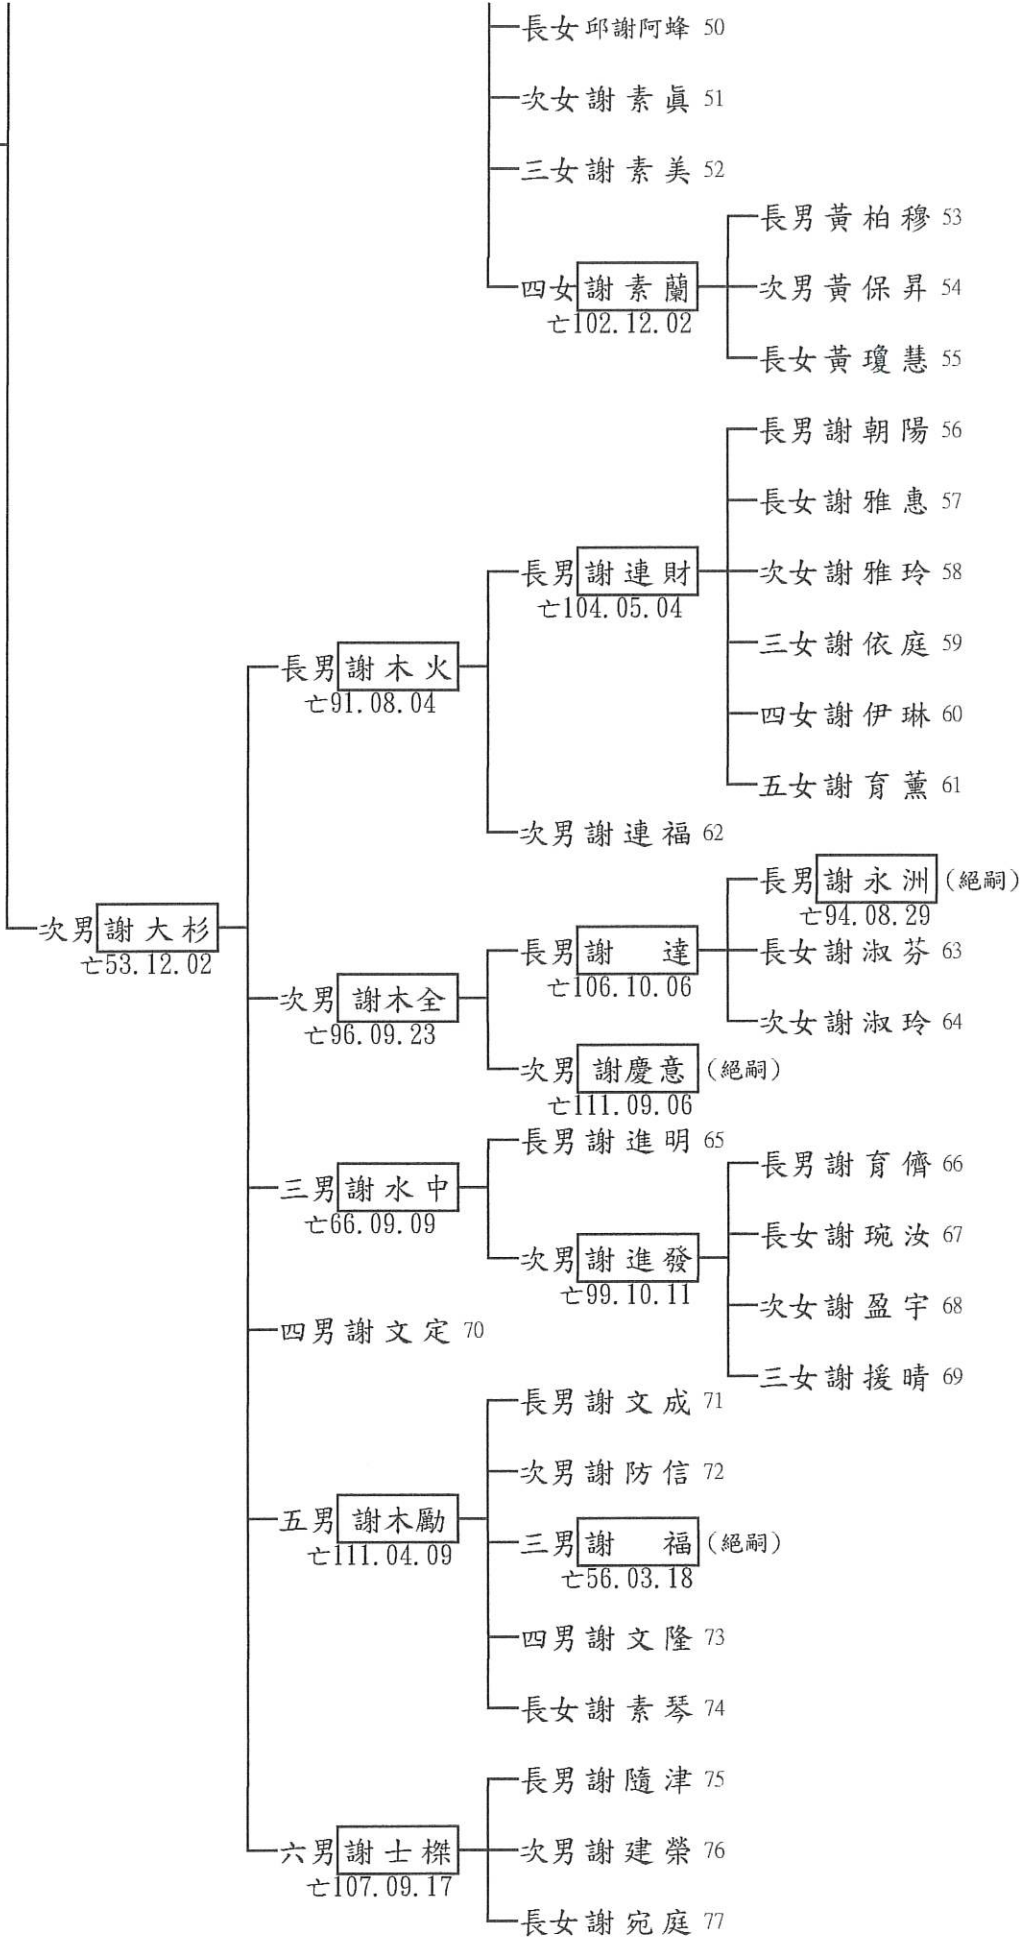 長女 邱謝阿蜂 50
次女 謝素眞 51
三女 謝素美 52
長男 黃柏穆 53
四女 謝素蘭
亡102.12.02
次男 黃保昇 54
長女 黃瓊慧 55
長男 謝朝陽 56
長女 謝雅惠 57
長男 謝連財
亡104.05.04
次女 謝雅玲 58
三女 謝依庭 59
長男 謝木火
亡91.08.04
四女 謝伊琳 60
五女 謝育薰 61
次男 謝連福 62
長男 謝永洲 (絕嗣)
亡94.08.29
次男 謝大杉
亡53.12.02
長男 謝達
亡106.10.06
長女 謝淑芬 63
次男 謝木全
亡96.09.23
次女 謝淑玲 64
次男 謝慶意 (絕嗣)
亡111.09.06
長男 謝進明 65
長男 謝育儕 66
三男 謝水中
亡66.09.09
長女 謝琬汝 67
次男 謝進發
亡99.10.11
次女 謝盈宇 68
四男 謝文定 70
三女 謝援晴 69
長男 謝文成 71
次男 謝防信 72
五男 謝木勵
亡111.04.09
三男 謝福 (絕嗣)
亡56.03.18
四男 謝文隆 73
長女 謝素琴 74
長男 謝隨津 75
六男 謝士榤
亡107.09.17
次男 謝建榮 76
長女 謝宛庭 77